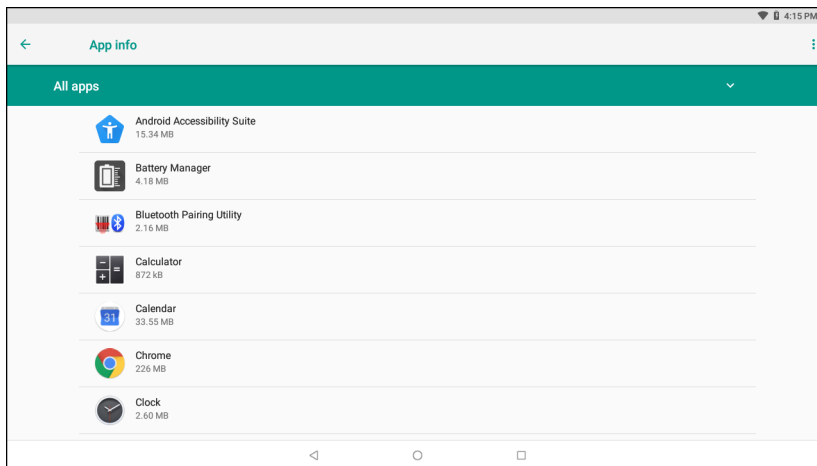 4:15 PM
App info
All apps
Android Accessibility Suite
15.34 MB
Battery Manager
4.18 MB
Bluetooth Pairing Utility
2.16 MB
Calculator
872 kB
Calendar
31
33.55 MB
Chrome
226 MB
Clock
2.60 MB